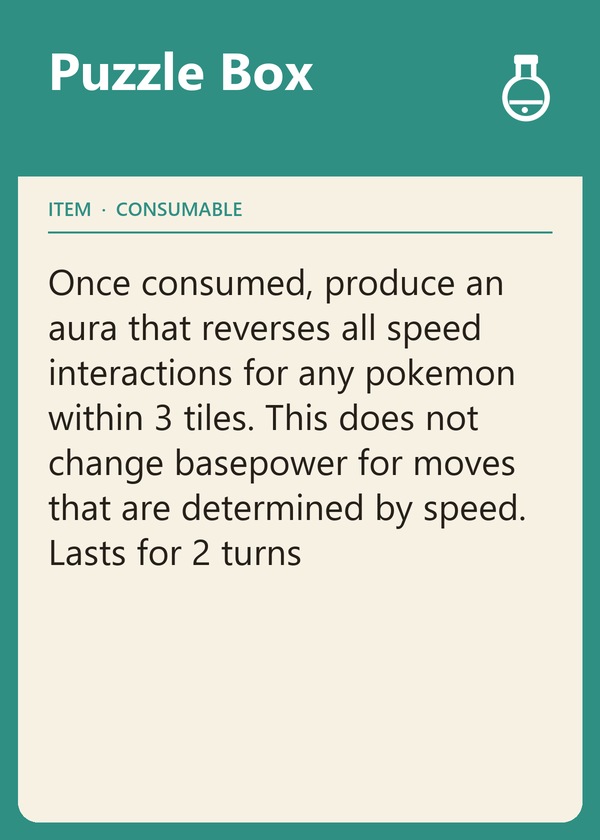 Puzzle Box
ITEM · CONSUMABLE
Once consumed, produce an
aura that reverses all speed
interactions for any pokemon
within 3 tiles. This does not
change basepower for moves
that are determined by speed.
Lasts for 2 turns